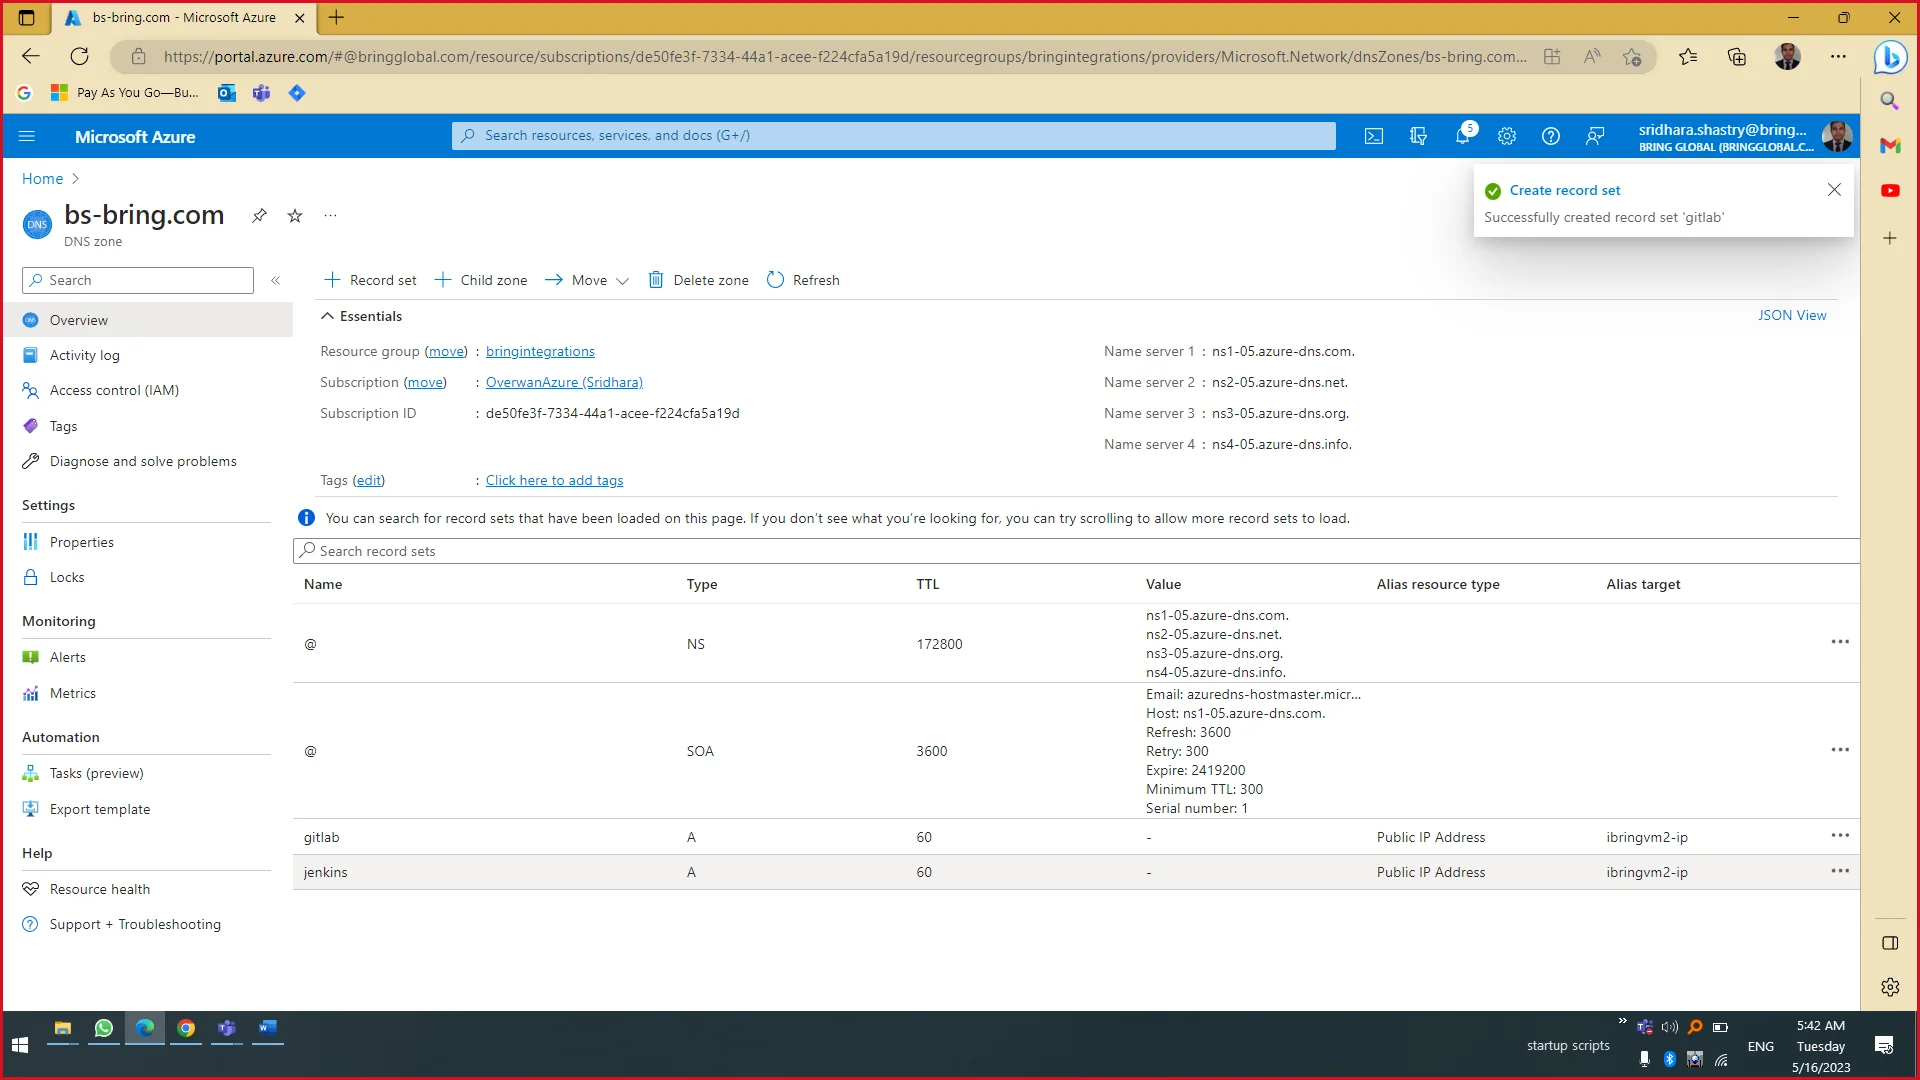 bs-bring.com - Microsoft Azure
https://portal.azure.com/#@bringglobal.com/resource/subscriptions/de50fe3f-7334-44a1-acee-f224cfa5a19d/resourcegroups/bringintegrations/providers/Microsoft.Network/dnsZones/bs-bring.com...
Pay As You Go—Bu...
Microsoft Azure
Search resources, services, and docs (G+/)
5
sridhara.shastry@bring...
BRING GLOBAL (BRINGGLOBAL.C...
Home
Create record set
Successfully created record set 'gitlab'
DNS
bs-bring.com
DNS zone
Search
Record set
Child zone
Move
Delete zone
Refresh
Overview
Activity log
Access control (IAM)
Tags
Diagnose and solve problems
Settings
Properties
Locks
Monitoring
Alerts
Metrics
Automation
Tasks (preview)
Export template
Help
Resource health
Support + Troubleshooting
Essentials
JSON View
Resource group (move) : bringintegrations
Subscription (move) : OverwanAzure (Sridhara)
Subscription ID : de50fe3f-7334-44a1-acee-f224cfa5a19d
Name server 1 : ns1-05.azure-dns.com.
Name server 2 : ns2-05.azure-dns.net.
Name server 3 : ns3-05.azure-dns.org.
Name server 4 : ns4-05.azure-dns.info.
Tags (edit) : Click here to add tags
You can search for record sets that have been loaded on this page. If you don't see what you're looking for, you can try scrolling to allow more record sets to load.
Search record sets
Name Type TTL Value Alias resource type Alias target
@ NS 172800
ns1-05.azure-dns.com.
ns2-05.azure-dns.net.
ns3-05.azure-dns.org.
ns4-05.azure-dns.info.
@ SOA 3600
Email: azuredns-hostmaster.micr...
Host: ns1-05.azure-dns.com.
Refresh: 3600
Retry: 300
Expire: 2419200
Minimum TTL: 300
Serial number: 1
gitlab A 60 - Public IP Address ibringvm2-ip
jenkins A 60 - Public IP Address ibringvm2-ip
startup scripts
ENG
5:42 AM
Tuesday
5/16/2023